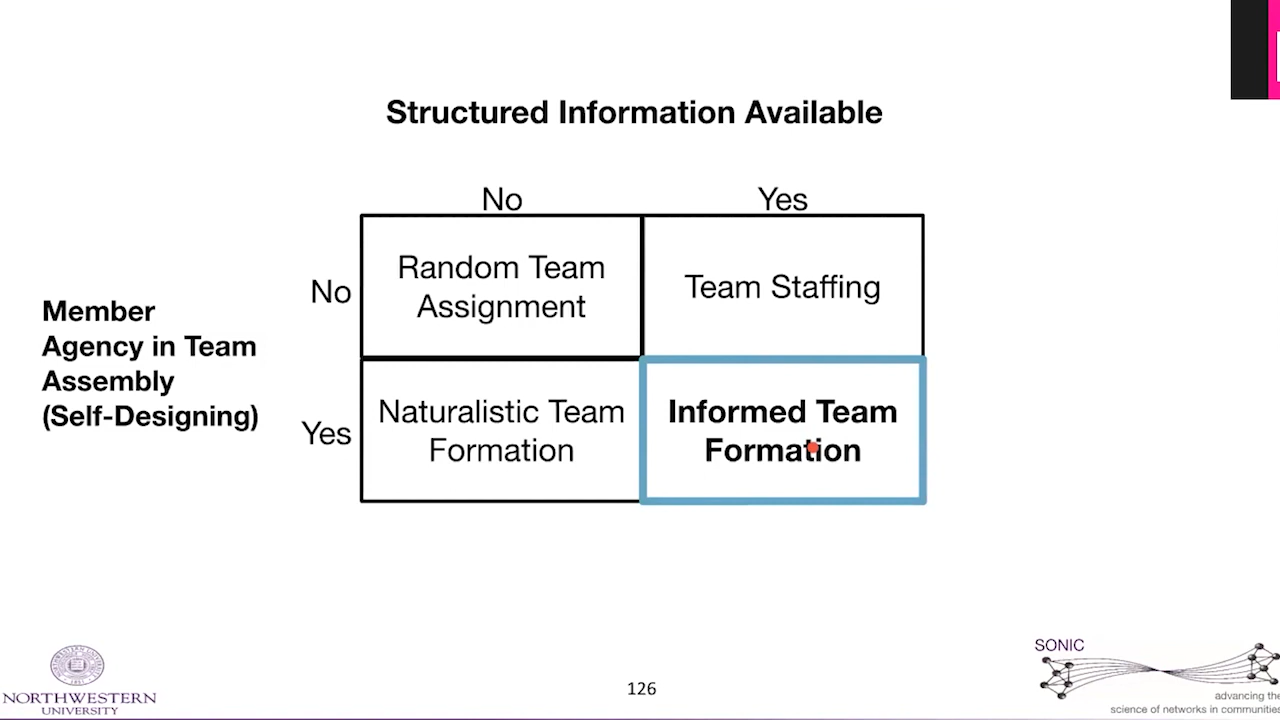 Structured Information Available
No
Yes
Random Team
Assignment
Team Staffing
No
Member
Agency in Team
Assembly
(Self-Designing)
Naturalistic Team
Formation
Informed Team
Formation
Yes
SONIC
NORTHWESTERN
UNIVERSITY
126
advancing the
science of networks in communities